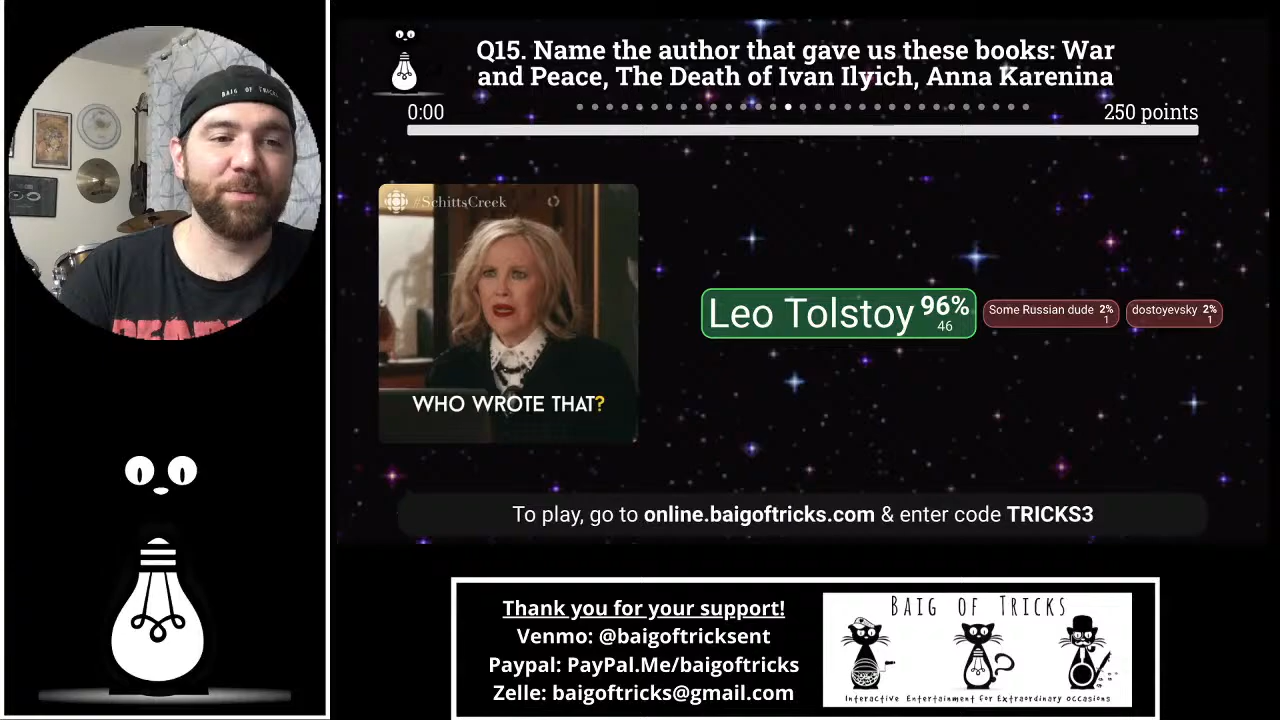 BAIG OF TRICKS
Q15. Name the author that gave us these books: War
and Peace, The Death of Ivan Ilyich, Anna Karenina
0:00
250 points
#SchittsCreek
WHO WROTE THAT?
Leo Tolstoy 96%
46
Some Russian dude 2%
1
dostoyevsky 2%
1
To play, go to online.baigoftricks.com & enter code TRICKS3
Thank you for your support!
Venmo: @baigoftricksent
Paypal: PayPal.Me/baigoftricks
Zelle: baigoftricks@gmail.com
BAIG OF TRICKS
Interactive Entertainment for Extraordinary occasions